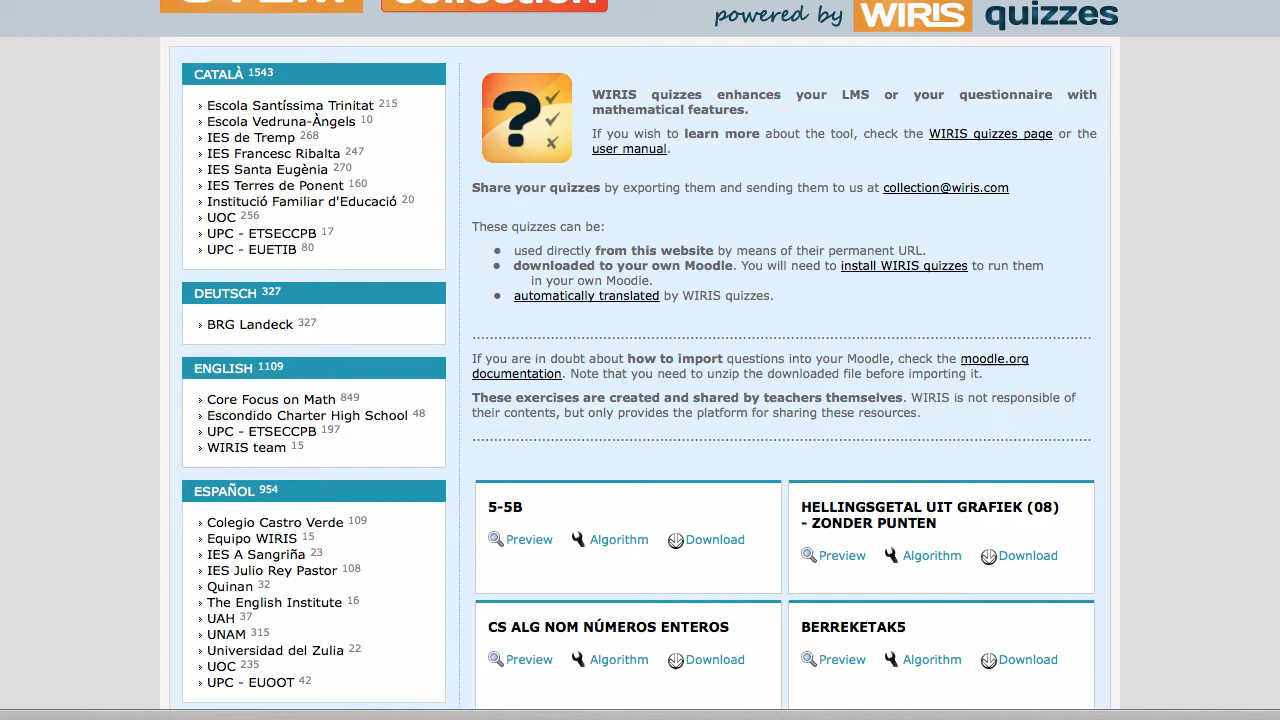 STEM collection
powered by WIRIS quizzes
CATALÀ 1543
Escola Santíssima Trinitat 215
Escola Vedruna-Àngels 10
IES de Tremp 268
IES Francesc Ribalta 247
IES Santa Eugènia 270
IES Terres de Ponent 160
Institució Familiar d'Educació 20
UOC 256
UPC - ETSECCPB 17
UPC - EUETIB 80
DEUTSCH 327
BRG Landeck 327
ENGLISH 1109
Core Focus on Math 849
Escondido Charter High School 48
UPC - ETSECCPB 197
WIRIS team 15
ESPAÑOL 954
Colegio Castro Verde 109
Equipo WIRIS 15
IES A Sangriña 23
IES Julio Rey Pastor 108
Quinan 32
The English Institute 16
UAH 37
UNAM 315
Universidad del Zulia 22
UOC 235
UPC - EUOOT 42
WIRIS quizzes enhances your LMS or your questionnaire with
mathematical features.
If you wish to learn more about the tool, check the WIRIS quizzes page or the
user manual.
Share your quizzes by exporting them and sending them to us at collection@wiris.com
These quizzes can be:
● used directly from this website by means of their permanent URL.
● downloaded to your own Moodle. You will need to install WIRIS quizzes to run them
in your own Moodle.
● automatically translated by WIRIS quizzes.
If you are in doubt about how to import questions into your Moodle, check the moodle.org
documentation. Note that you need to unzip the downloaded file before importing it.
These exercises are created and shared by teachers themselves. WIRIS is not responsible of
their contents, but only provides the platform for sharing these resources.
5-5B
Preview Algorithm Download
HELLINGSGETAL UIT GRAFIEK (08)
- ZONDER PUNTEN
Preview Algorithm Download
CS ALG NOM NÚMEROS ENTEROS
Preview Algorithm Download
BERREKETAK5
Preview Algorithm Download